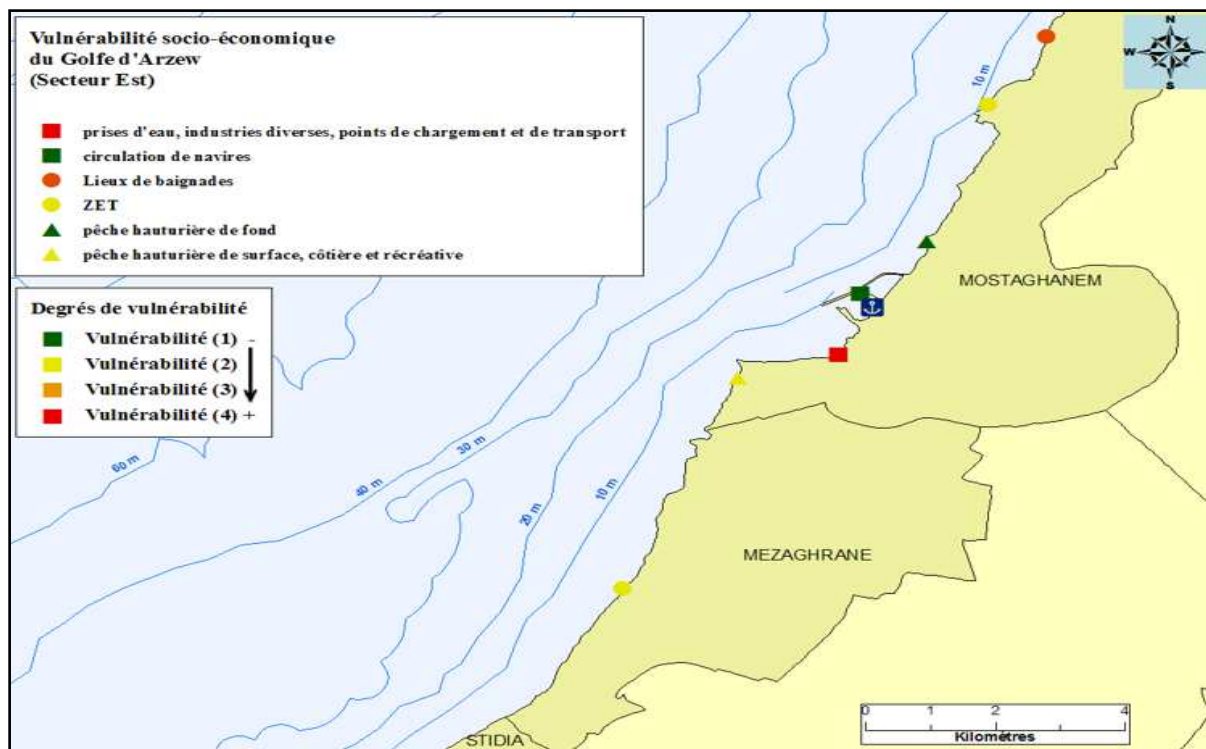 Vulnérabilité socio-économique
du Golfe d'Arzew
(Secteur Est)
prises d'eau, industries diverses, points de chargement et de transport
circulation de navires
Lieux de baignades
ZET
pêche hauturière de fond
pêche hauturière de surface, côtière et récréative
Degrés de vulnérabilité
Vulnérabilité (1) -
Vulnérabilité (2)
Vulnérabilité (3)
Vulnérabilité (4) +
N
W E
S
10 m
MOSTAGHANEM
60 m
40 m
30 m
20 m
10 m
MEZAGHRANE
STIDIA
0 1 2 4
Kilométres